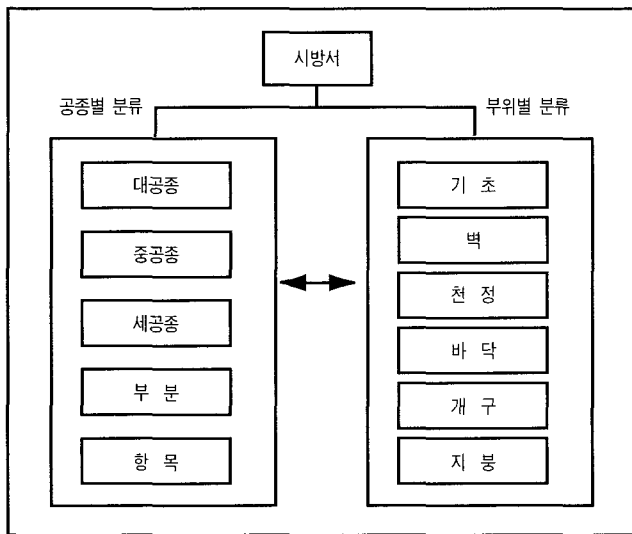 시방서
공종별 분류
부위별 분류
대공종
중공종
세공종
부 분
항 목
기 초
벽
천 정
바 닥
개 구
지 붕